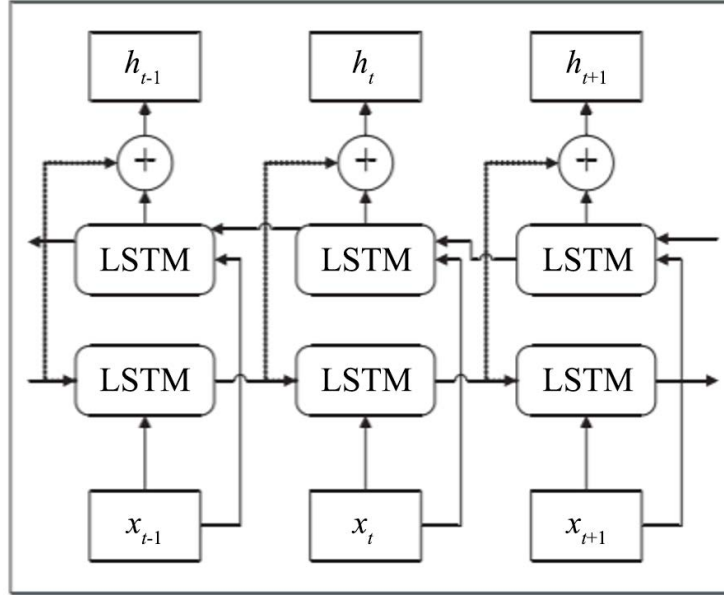 h_{t-1} h_t h_{t+1}
+ + +
LSTM LSTM LSTM
LSTM LSTM LSTM
x_{t-1} x_t x_{t+1}